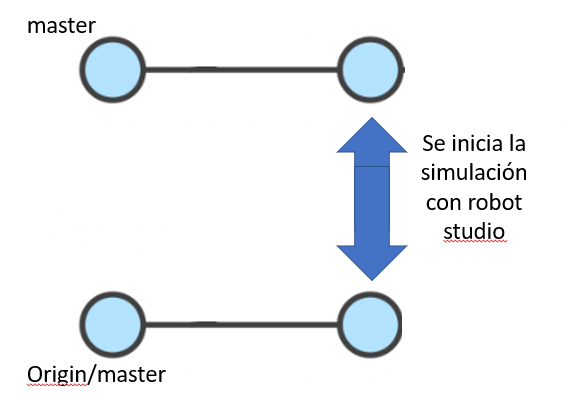 master
Se inicia la
simulación
con robot
studio
Origin/master